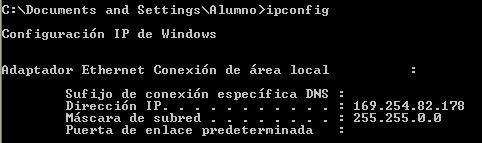 C:\Documents and Settings\Alumno>ipconfig
Configuración IP de Windows
Adaptador Ethernet Conexión de área local :
Sufijo de conexión específica DNS :
Dirección IP. . . . . . . . . . . : 169.254.82.178
Máscara de subred . . . . . . . . : 255.255.0.0
Puerta de enlace predeterminada :